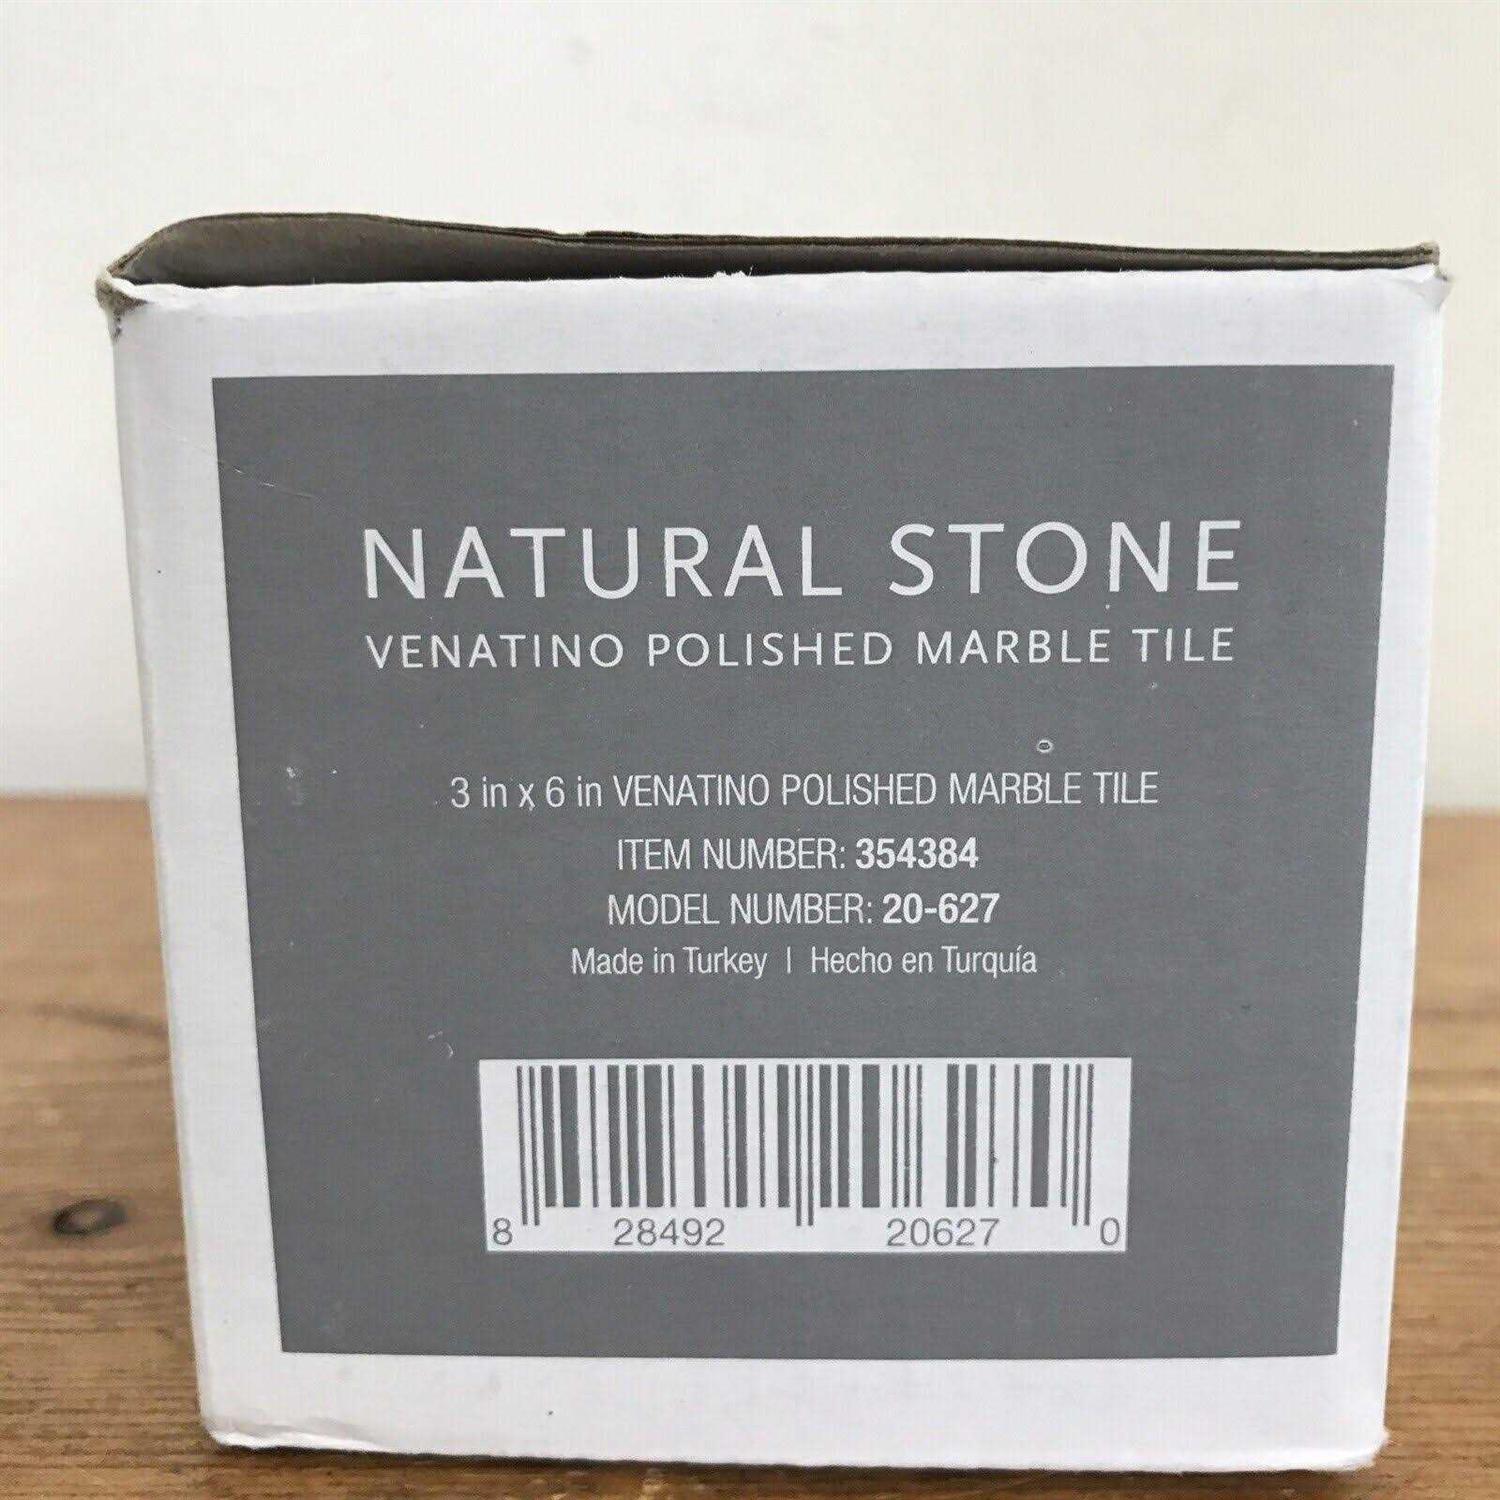 NATURAL STONE
VENATINO POLISHED MARBLE TILE
3 in x 6 in VENATINO POLISHED MARBLE TILE
ITEM NUMBER: 354384
MODEL NUMBER: 20-627
Made in Turkey | Hecho en Turquía
8 28492 20627 0